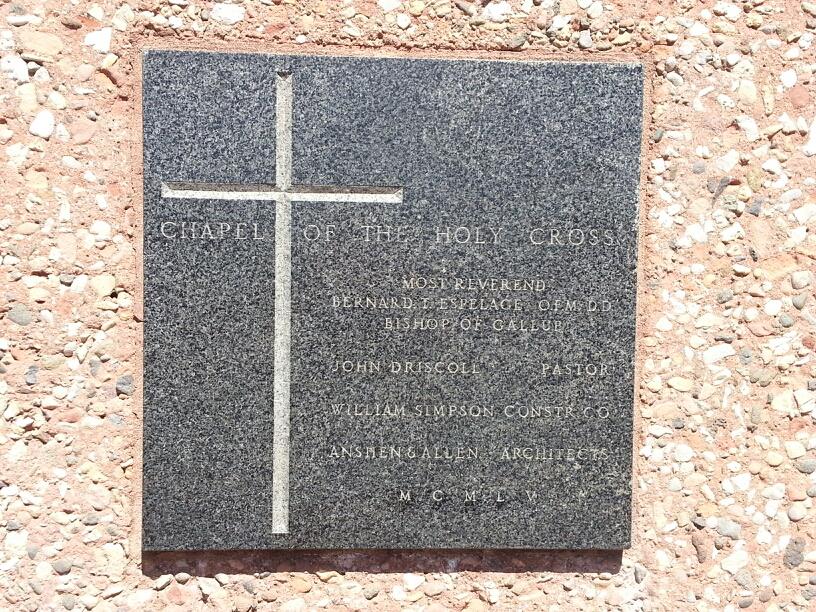 CHAPEL OF THE HOLY CROSS
MOST REVEREND
BERNARD T. ESPELAGE O.F.M. D.D.
BISHOP OF GALLUP
JOHN DRISCOLL PASTOR
WILLIAM SIMPSON CONSTR. CO.
ANSHEN & ALLEN ARCHITECTS
M C M L V